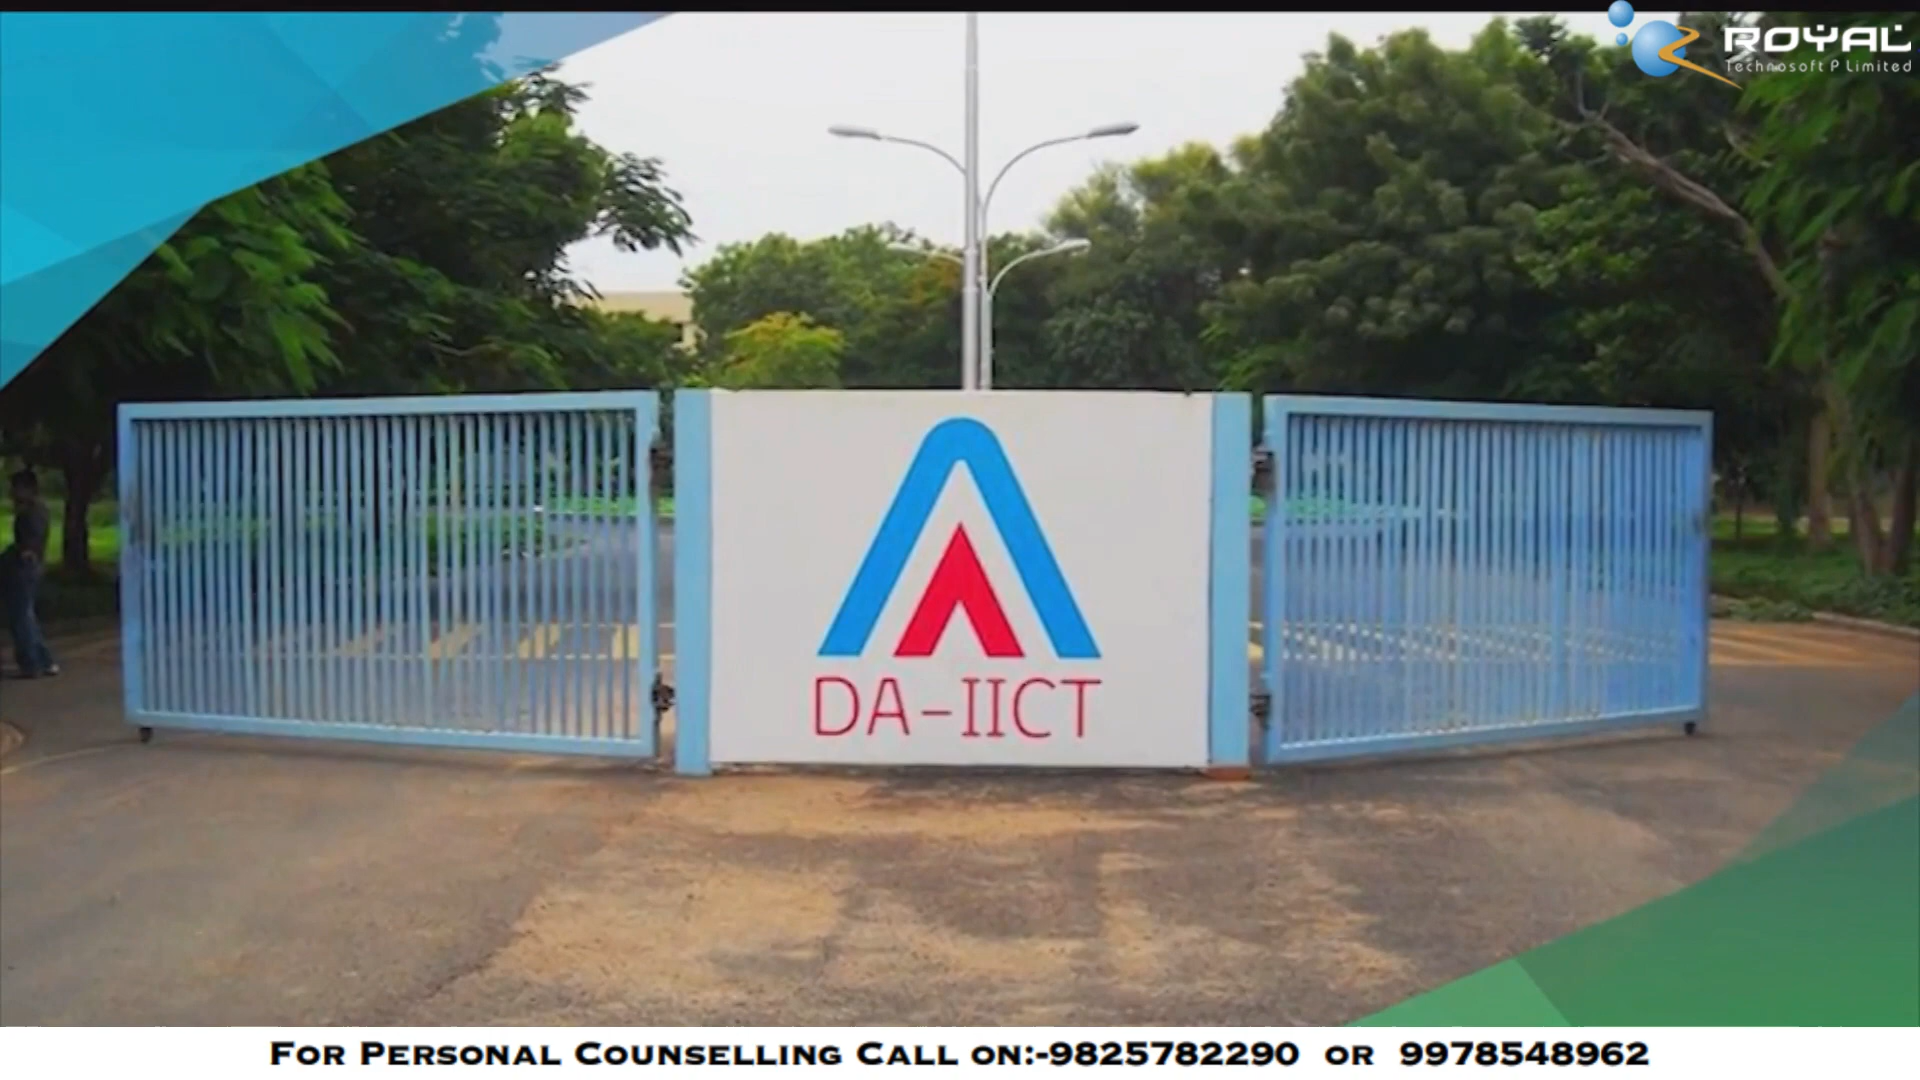 ROYAL
Technosoft P Limited
DA-IICT
FOR PERSONAL COUNSELLING CALL ON:-9825782290 OR 9978548962